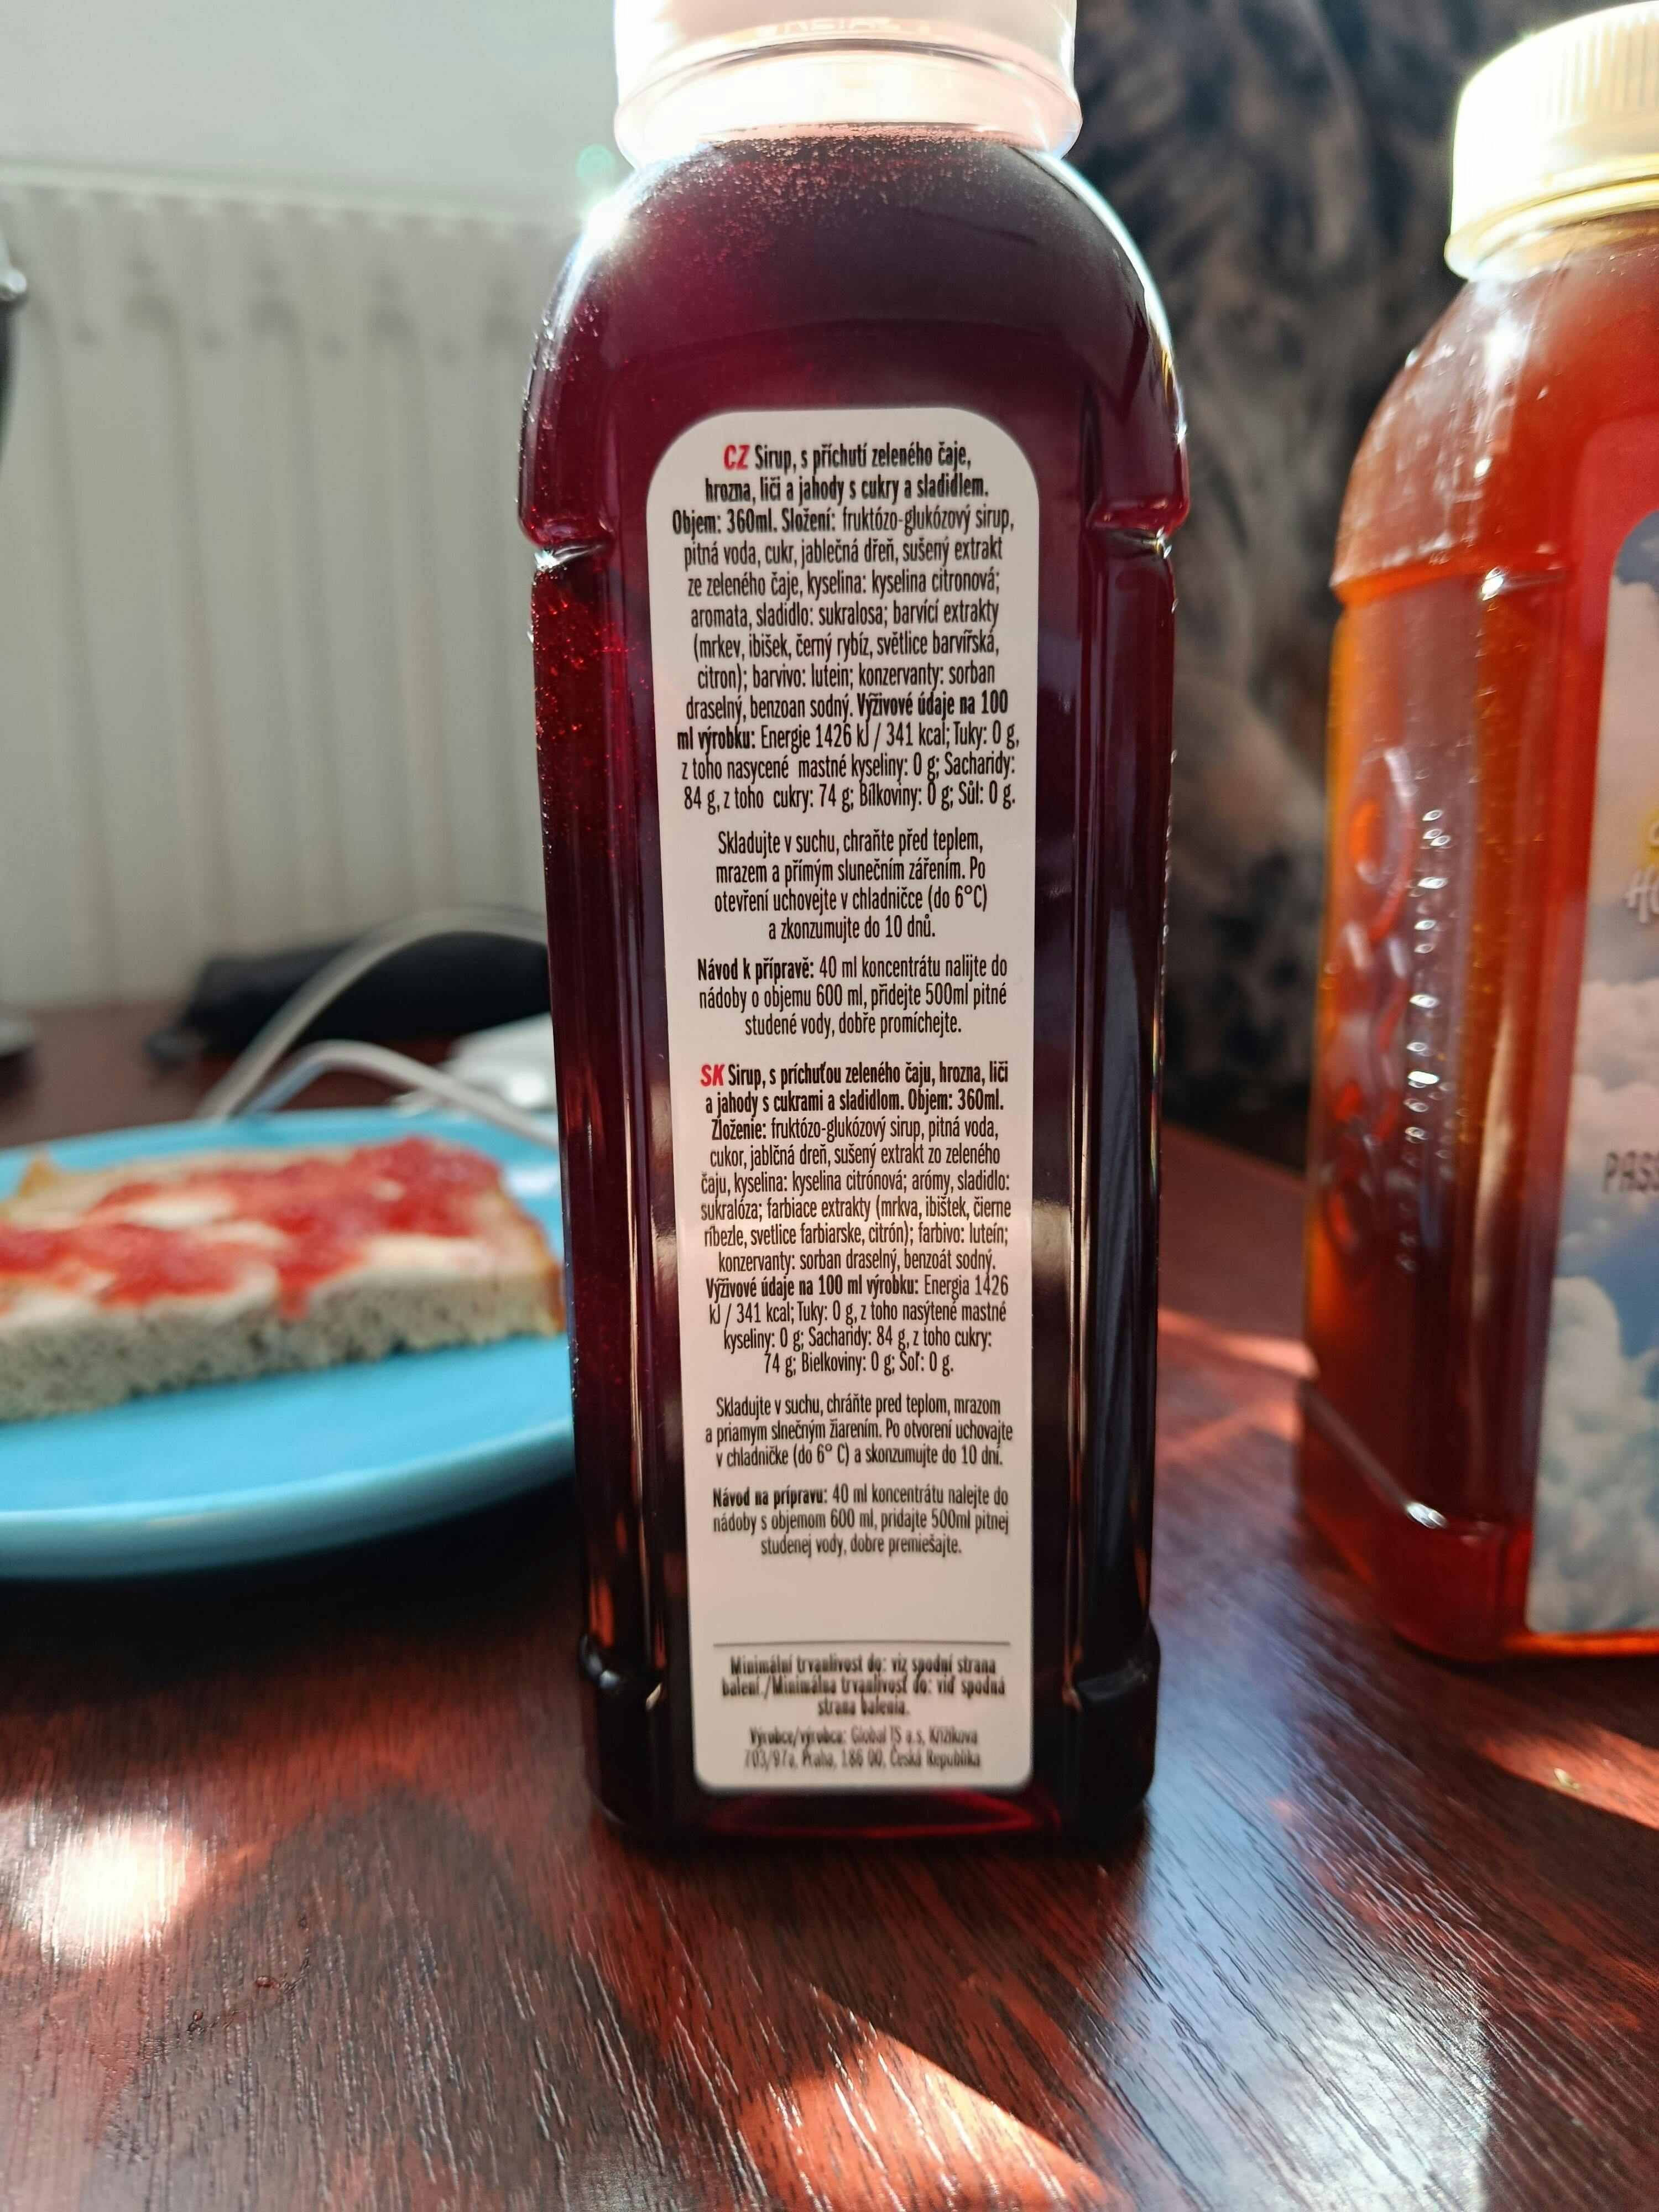 CZ Sirup, s příchutí zeleného čaje,
hrozna, liči a jahody s cukry a sladidlem.
Objem: 360ml. Složení: fruktózo-glukózový sirup,
pitná voda, cukr, jablečná dřeň, sušený extrakt
ze zeleného čaje, kyselina: kyselina citronová;
aromata, sladidlo: sukralosa; barvící extrakty
(mrkev, ibišek, černý rybíz, světlice barvířská,
citron); barvivo: lutein; konzervanty: sorban
draselný, benzoan sodný. Výživové údaje na 100
ml výrobku: Energie 1426 kJ / 341 kcal; Tuky: 0 g,
z toho nasycené mastné kyseliny: 0 g; Sacharidy:
84 g, z toho cukry: 74 g; Bílkoviny: 0 g; Sůl: 0 g.
Skladujte v suchu, chraňte před teplem,
mrazem a přímým slunečním zářením. Po
otevření uchovejte v chladničce (do 6°C)
a zkonzumujte do 10 dnů.
Návod k přípravě: 40 ml koncentrátu nalijte do
nádoby o objemu 600 ml, přidejte 500ml pitné
studené vody, dobře promíchejte.
SK Sirup, s príchuťou zeleného čaju, hrozna, liči
a jahody s cukrami a sladidlom. Objem: 360ml.
Zloženie: fruktózo-glukózový sirup, pitná voda,
cukor, jablčná dreň, sušený extrakt zo zeleného
čaju, kyselina: kyselina citrónová; arómy, sladidlo:
sukralóza; farbiace extrakty (mrkva, ibištek, čierne
ríbezle, svetlice farbiarske, citrón); farbivo: luteín;
konzervanty: sorban draselný, benzoát sodný.
Výživové údaje na 100 ml výrobku: Energia 1426
kJ / 341 kcal; Tuky: 0 g, z toho nasýtené mastné
kyseliny: 0 g; Sacharidy: 84 g, z toho cukry:
74 g; Bielkoviny: 0 g; Soľ: 0 g.
Skladujte v suchu, chráňte pred teplom, mrazom
a priamym slnečným žiarením. Po otvorení uchovajte
v chladničke (do 6° C) a skonzumujte do 10 dní.
Návod na prípravu: 40 ml koncentrátu nalejte do
nádoby s objemom 600 ml, pridajte 500ml pitnej
studenej vody, dobre premiešajte.
Minimální trvanlivost do: viz spodní strana
balení./Minimálna trvanlivosť do: viď spodná
strana balenia.
Výrobce/výrobca: Global IS a.s, Křižíkova
703/97a, Praha, 186 00, Česká Republika
PASS